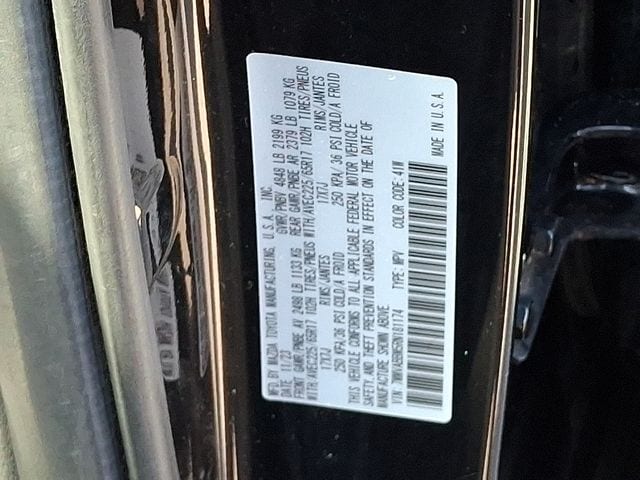 MFD. BY MAZDA TOYOTA MANUFACTURING, U.S.A., INC.
DATE 11/23 GVWR/PNBV 4848 LB 2199 KG
FRONT GAWR/PNBE AV 2498 LB 1133 KG REAR GAWR/PNBE AR 2379 LB 1079 KG
WITH/AVEC225/65R17 102H TIRES/PNEUS WITH/AVEC225/65R17 102H TIRES/PNEUS
17X7J RIMS/JANTES 17X7J RIMS/JANTES
250 KPA/36 PSI COLD/A FROID 250 KPA/36 PSI COLD/A FROID
THIS VEHICLE CONFORMS TO ALL APPLICABLE FEDERAL MOTOR VEHICLE
SAFETY, AND THEFT PREVENTION STANDARDS IN EFFECT ON THE DATE OF
MANUFACTURE SHOWN ABOVE.
VIN: TYPE: MPV COLOR CODE: 41W MADE IN U.S.A.